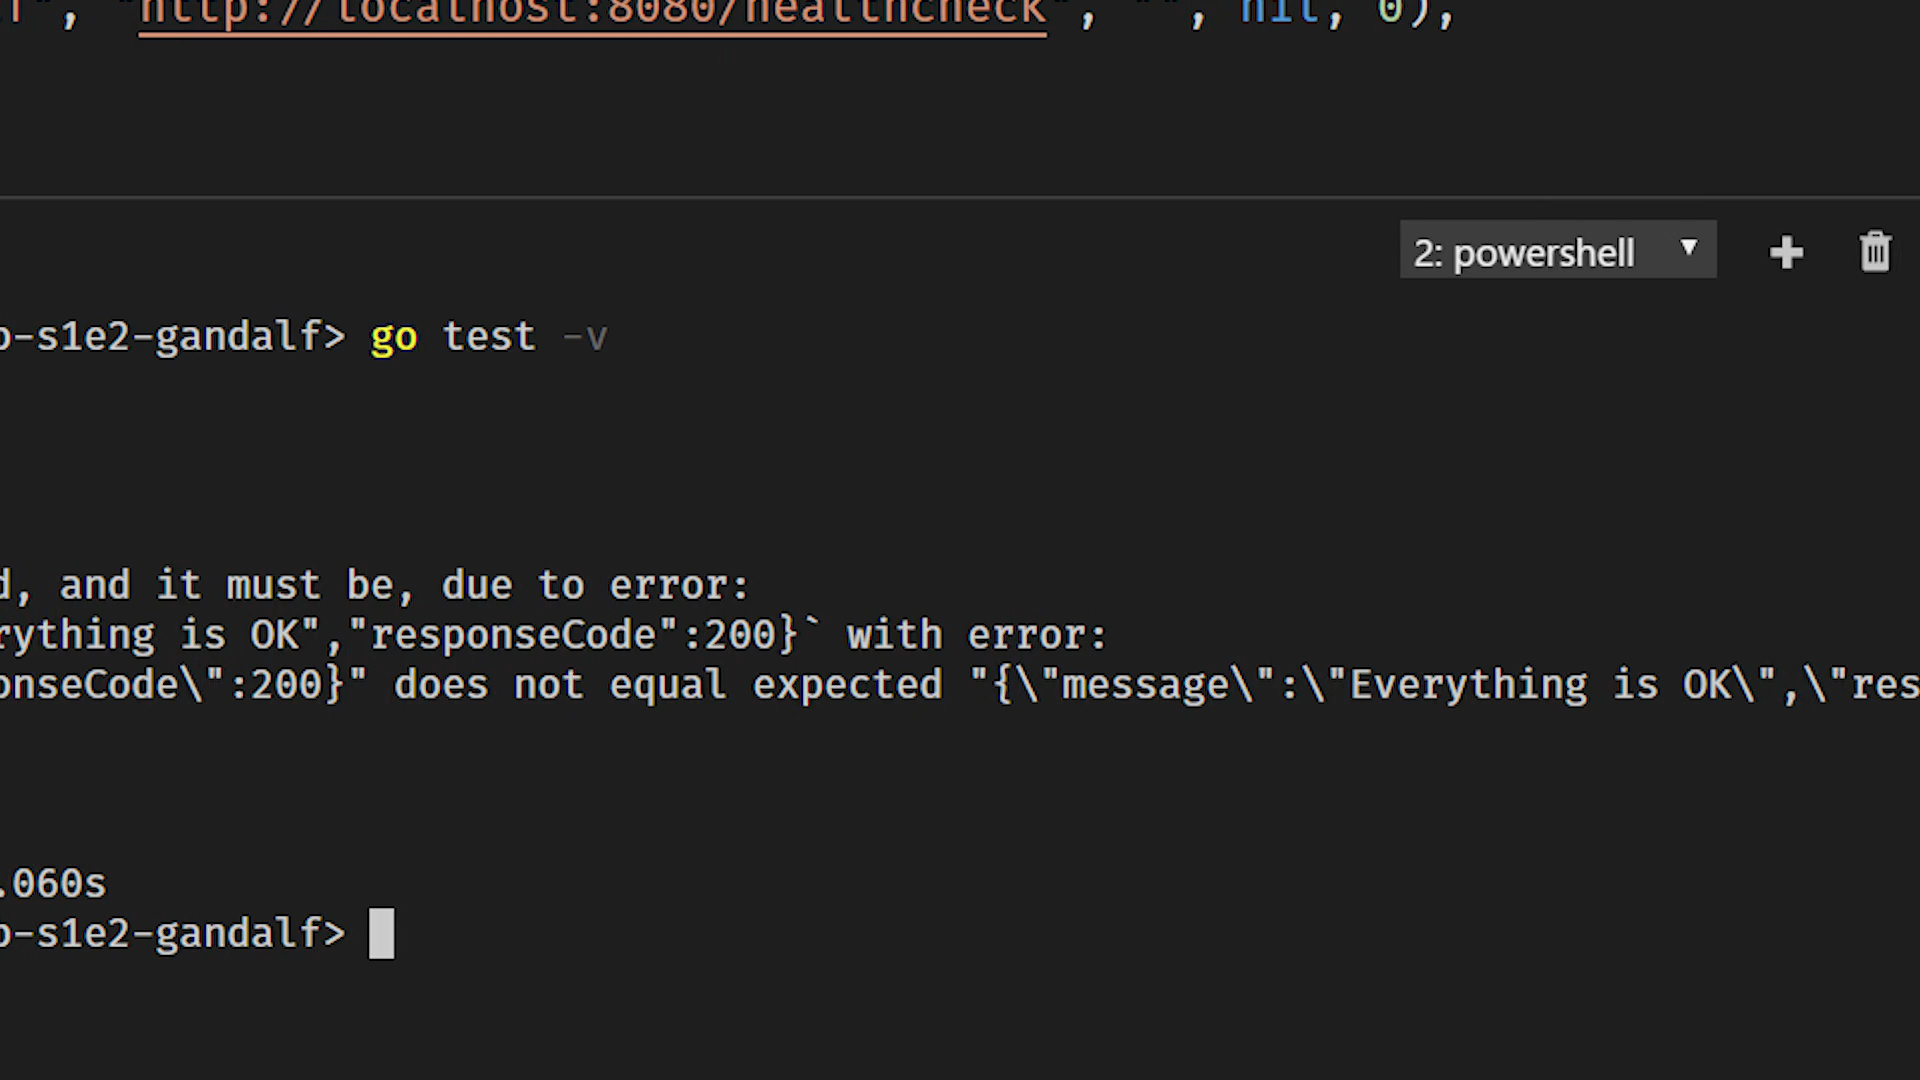 ", "http://localhost:8080/healthcheck", "", nil, 0),
2: powershell
-s1e2-gandalf> go test -v
d, and it must be, due to error:
rything is OK","responseCode":200}` with error:
onseCode\":200}" does not equal expected "{\"message\":\"Everything is OK\",\"res
.060s
-s1e2-gandalf>